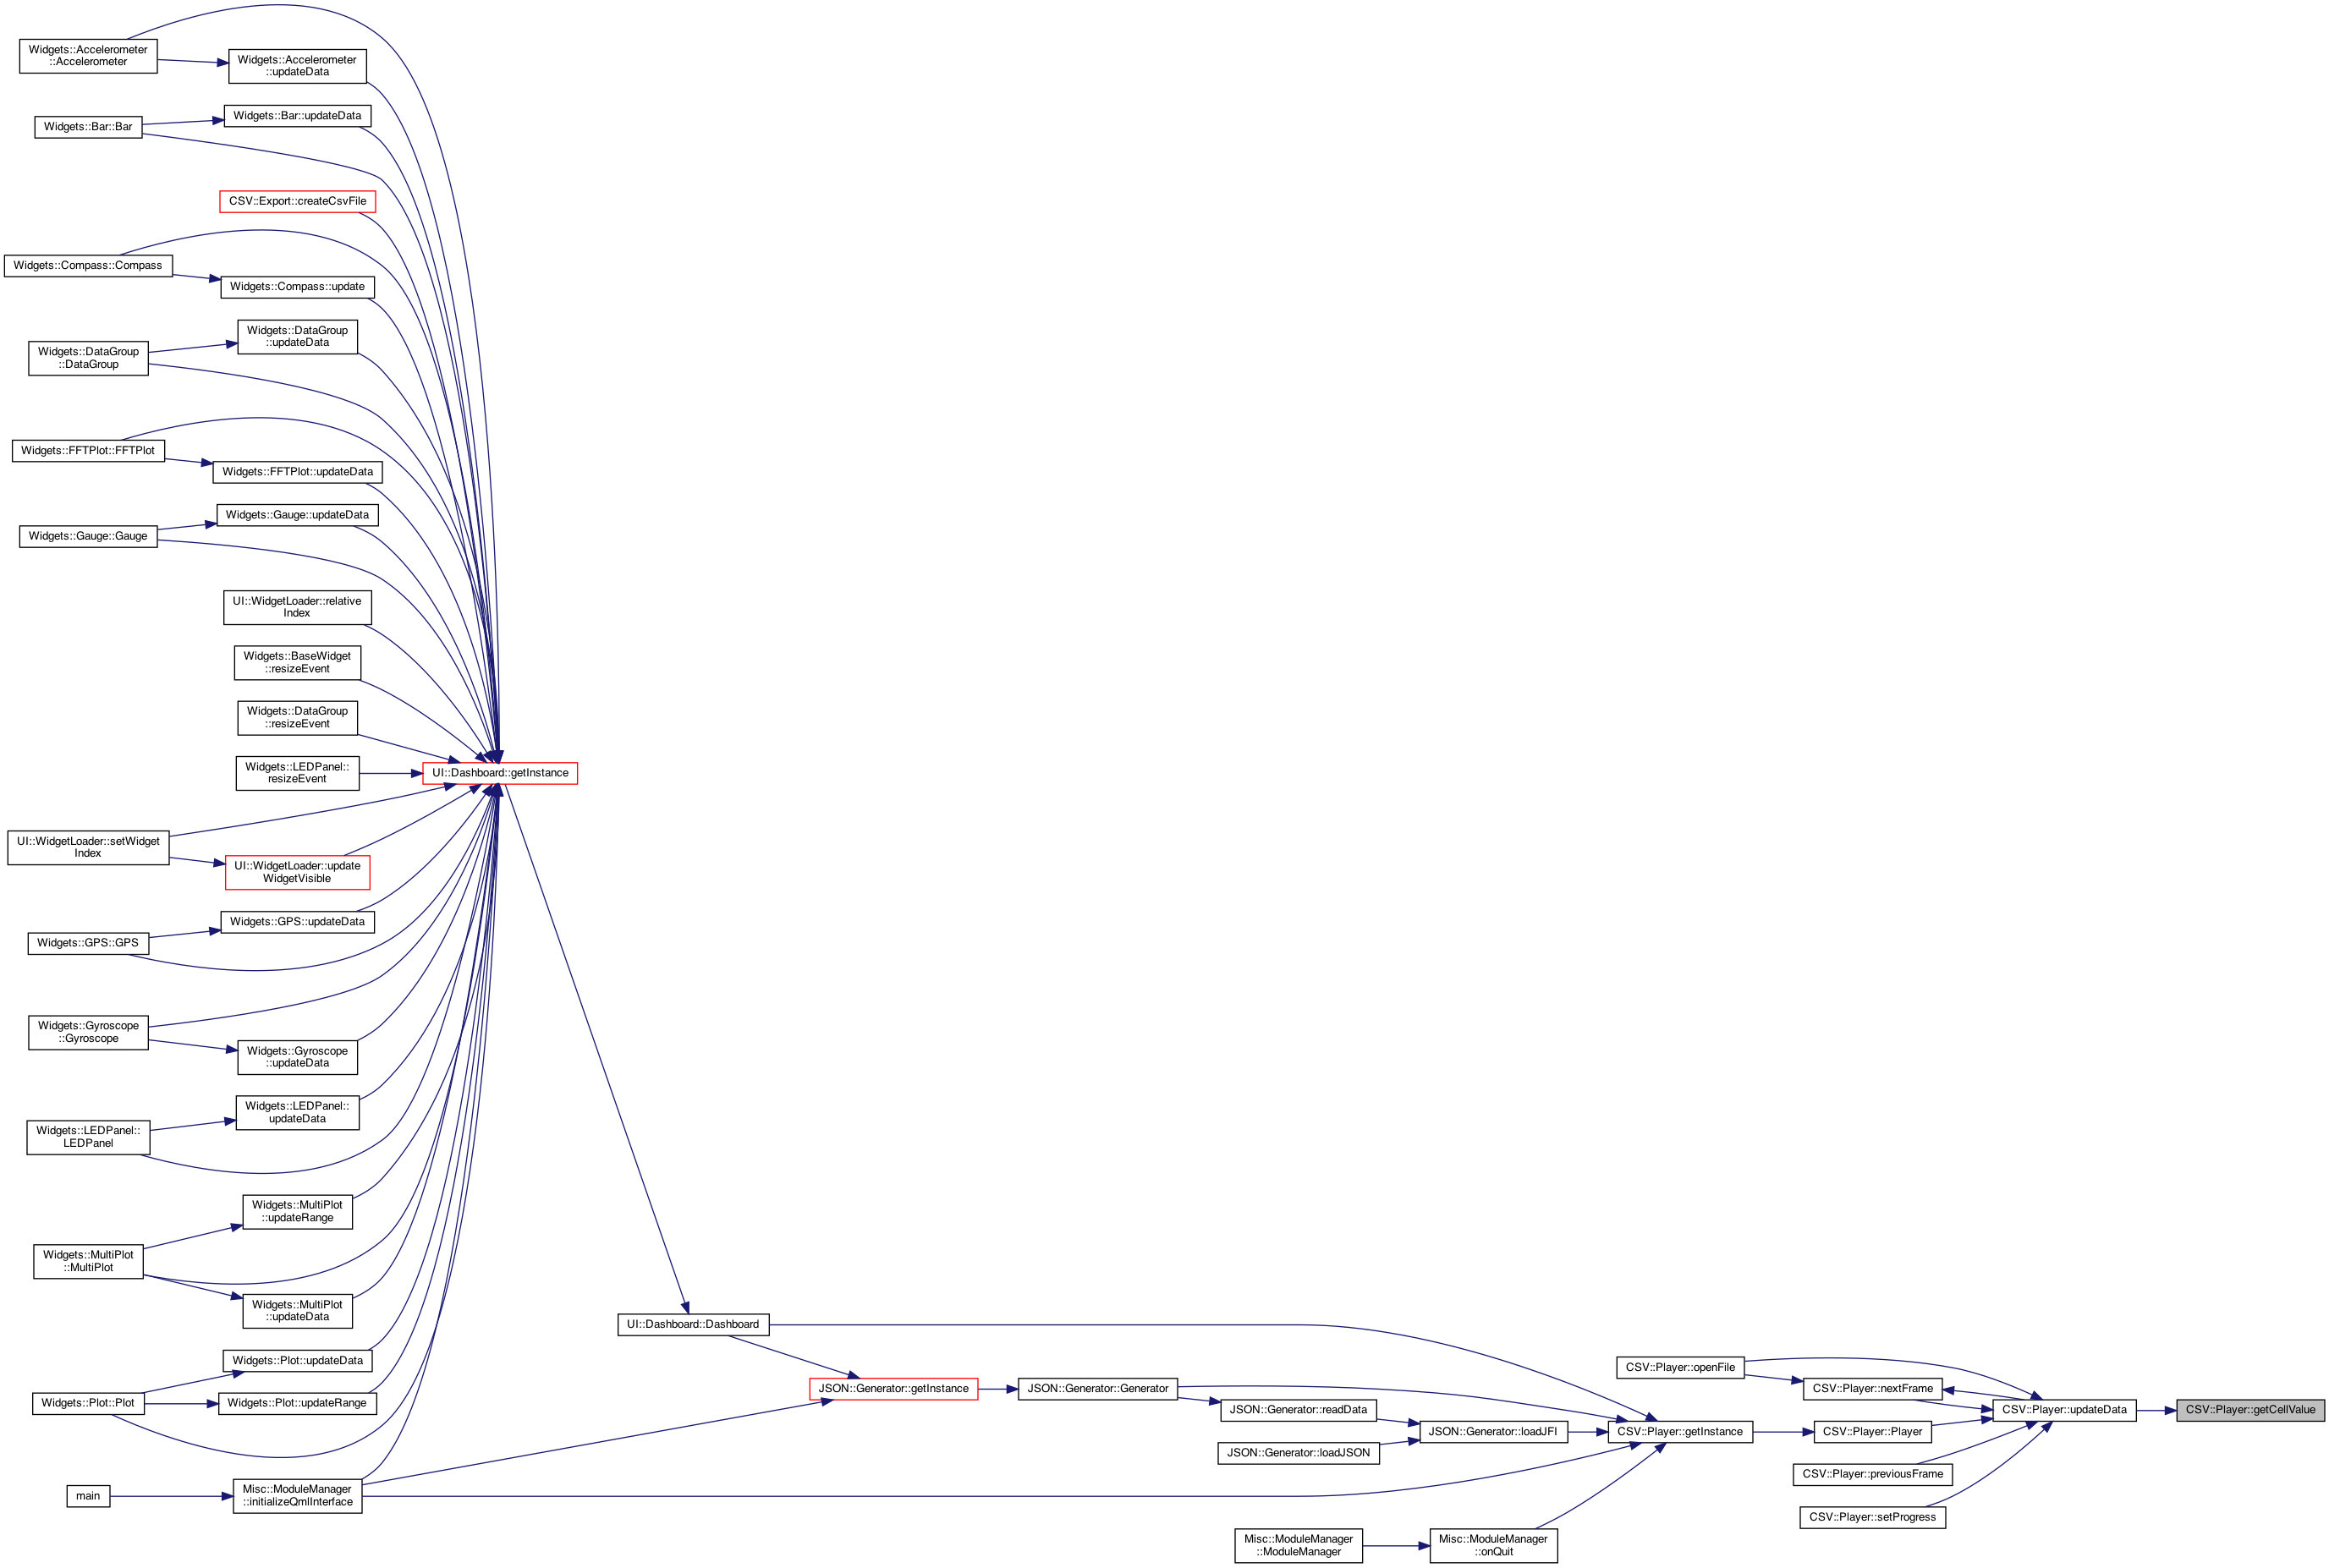 Widgets::Accelerometer
::Accelerometer
Widgets::Accelerometer
::updateData
Widgets::Bar::updateData
Widgets::Bar::Bar
CSV::Export::createCsvFile
Widgets::Compass::Compass
Widgets::Compass::update
Widgets::DataGroup
::updateData
Widgets::DataGroup
::DataGroup
Widgets::FFTPlot::FFTPlot
Widgets::FFTPlot::updateData
Widgets::Gauge::updateData
Widgets::Gauge::Gauge
UI::WidgetLoader::relative
Index
Widgets::BaseWidget
::resizeEvent
Widgets::DataGroup
::resizeEvent
Widgets::LEDPanel::
resizeEvent
UI::Dashboard::getInstance
UI::WidgetLoader::setWidget
Index
UI::WidgetLoader::update
WidgetVisible
Widgets::GPS::updateData
Widgets::GPS::GPS
Widgets::Gyroscope
::Gyroscope
Widgets::Gyroscope
::updateData
Widgets::LEDPanel::
updateData
Widgets::LEDPanel::
LEDPanel
Widgets::MultiPlot
::updateRange
Widgets::MultiPlot
::MultiPlot
Widgets::MultiPlot
::updateData
UI::Dashboard::Dashboard
Widgets::Plot::updateData
Widgets::Plot::Plot
Widgets::Plot::updateRange
JSON::Generator::getInstance
JSON::Generator::Generator
JSON::Generator::readData
JSON::Generator::loadJSON
JSON::Generator::loadJFI
CSV::Player::openFile
CSV::Player::nextFrame
CSV::Player::getInstance
CSV::Player::Player
CSV::Player::updateData
CSV::Player::getCellValue
CSV::Player::previousFrame
CSV::Player::setProgress
main
Misc::ModuleManager
::initializeQmlInterface
Misc::ModuleManager
::ModuleManager
Misc::ModuleManager
::onQuit